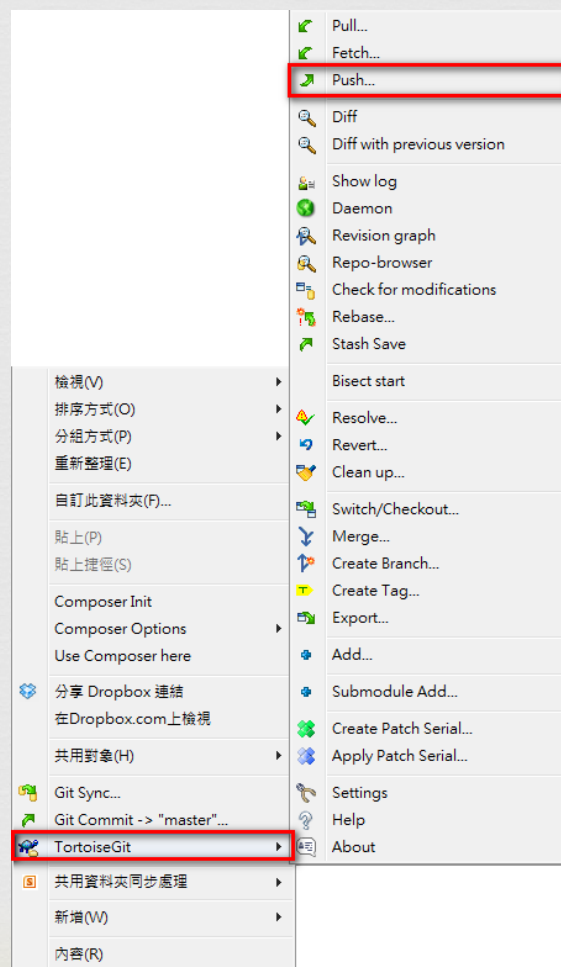 Pull...
Fetch...
Push...
Diff
Diff with previous version
Show log
Daemon
Revision graph
Repo-browser
Check for modifications
Rebase...
Stash Save
Bisect start
Resolve...
Revert...
Clean up...
Switch/Checkout...
Merge...
Create Branch...
Create Tag...
Export...
Add...
Submodule Add...
Create Patch Serial...
Apply Patch Serial...
Settings
Help
About
檢視(V)
排序方式(O)
分組方式(P)
重新整理(E)
自訂此資料夾(F)...
貼上(P)
貼上捷徑(S)
Composer Init
Composer Options
Use Composer here
分享 Dropbox 連結
在Dropbox.com上檢視
共用對象(H)
Git Sync...
Git Commit -> "master"...
TortoiseGit
共用資料夾同步處理
新增(W)
內容(R)